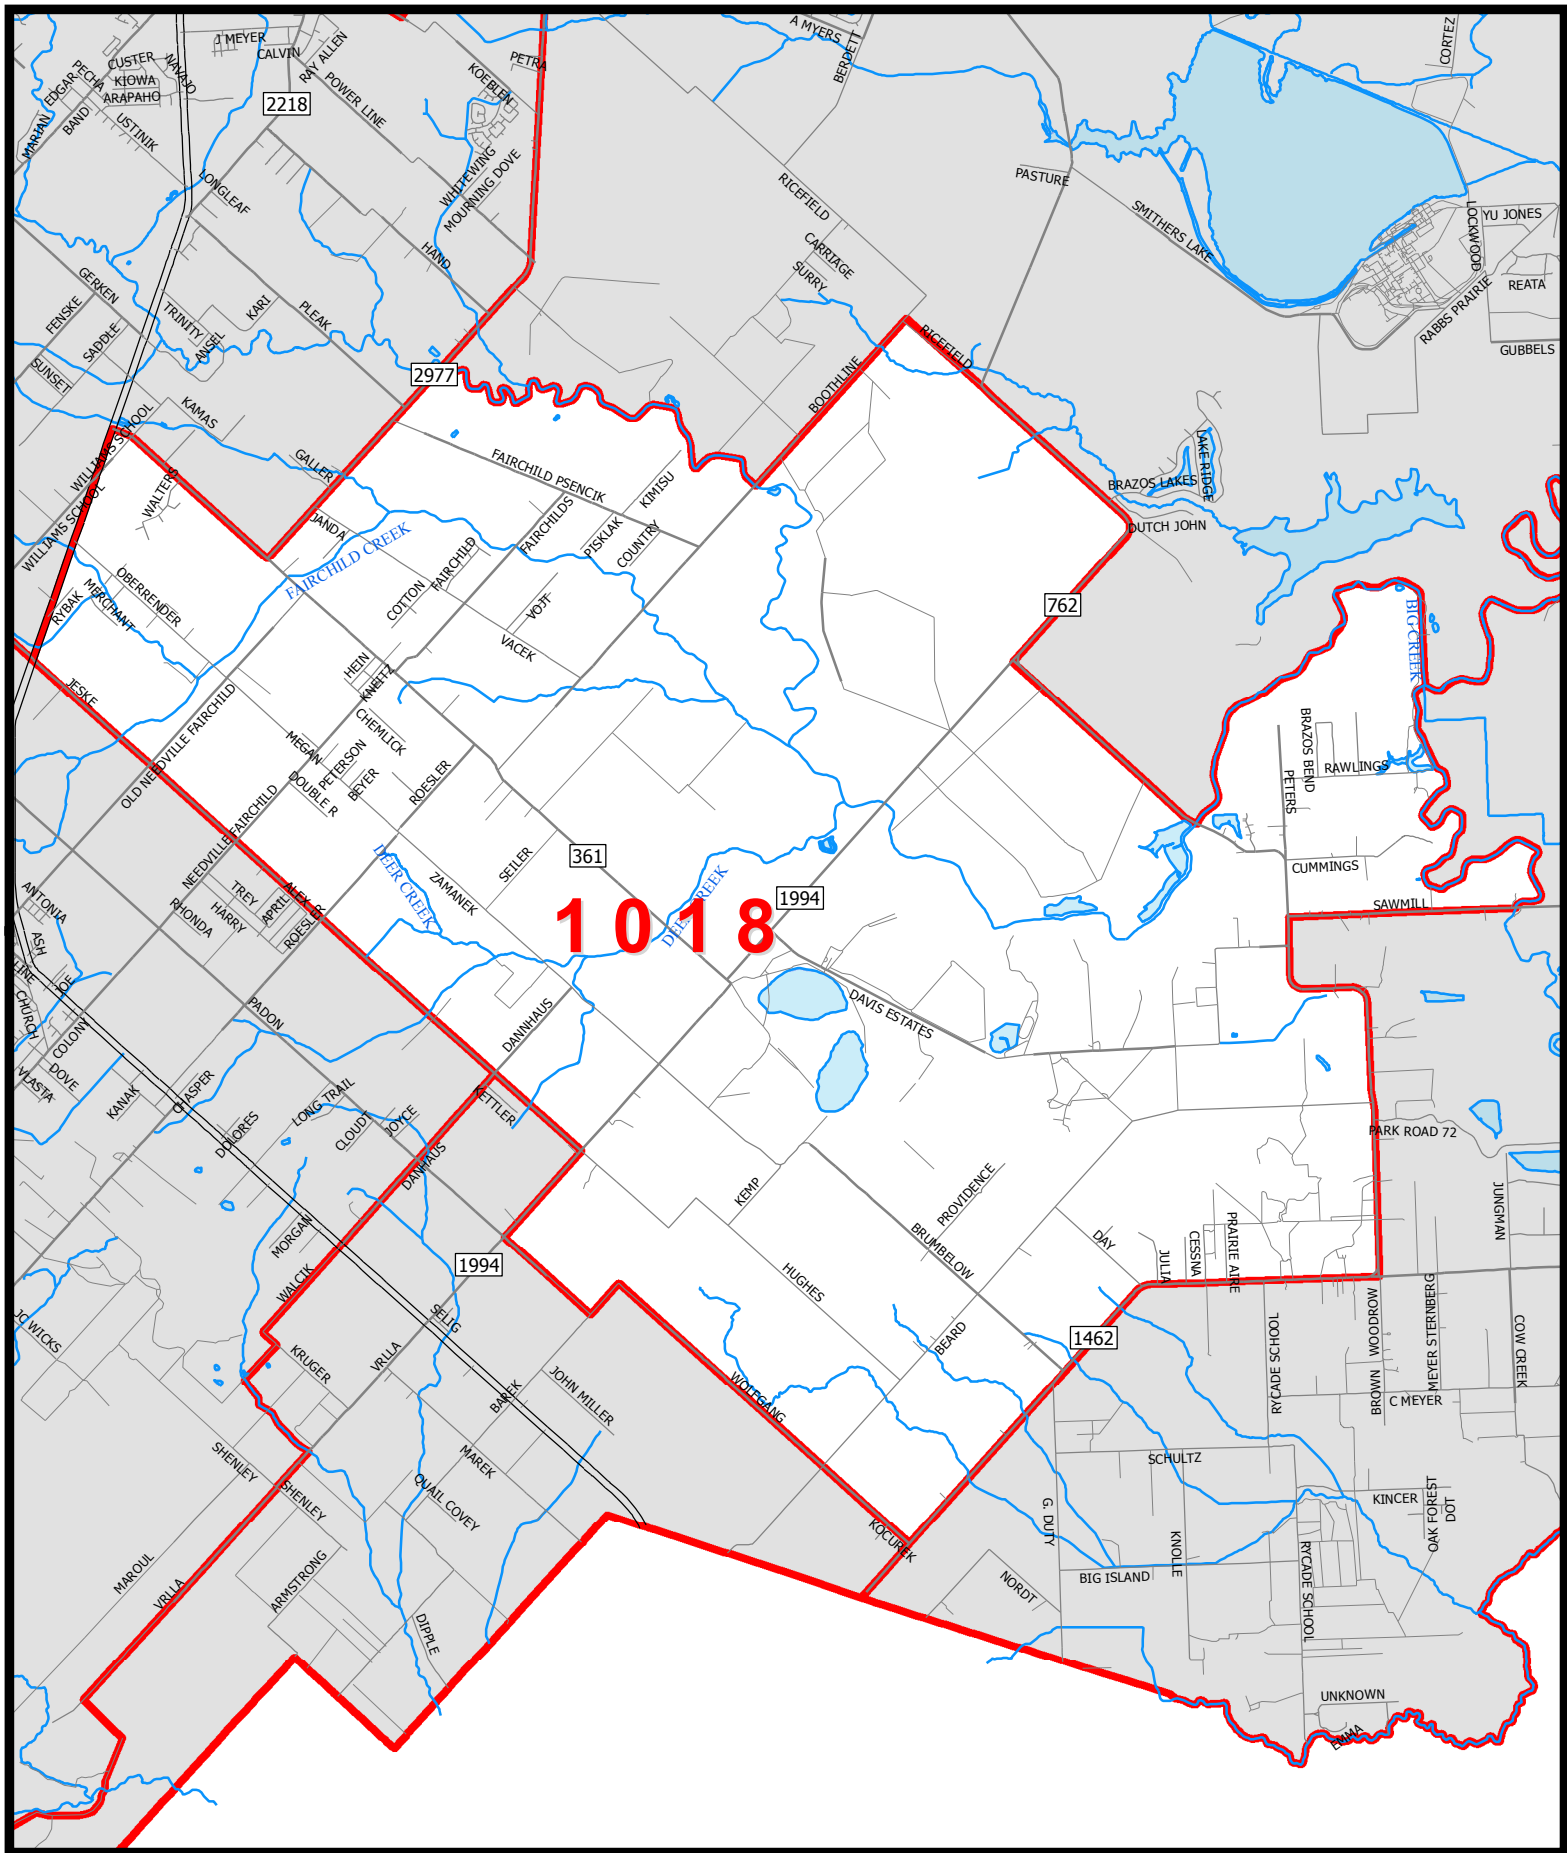 J MEYER
CALVIN
RAY ALLEN
A MYERS
BERDETT
CORTEZ
CUSTER
NAVAJO
PECHA
KIOWA
EDGAR
ARAPAHO
BAND
USTINIK
MARIAN
2218
POWER LINE
KOEBLEN
PETRA
LONGLEAF
WHITEWING
MOURNING DOVE
HAND
PASTURE
RICEFIELD
CARRIAGE
SURRY
SMITHERS LAKE
LOCKWOOD
YU JONES
REATA
RABBS PRAIRIE
GUBBELS
GERKEN
FENSKE
SADDLE
SUNSET
TRINITY
ANSEL
KARI
PLEAK
2977
KAMAS
WILLIAMS SCHOOL
WILLIAMS SCHOOL
WALTERS
GALLER
JANDA
FAIRCHILD CREEK
FAIRCHILD PSENCIK
KIMISU
PISKIAK
COUNTRY
FAIRCHILDS
FAIRCHILD
COTTON
VOJT
VACEK
BOOTHLINE
RICEFIELD
LAKE RIDGE
BRAZOS LAKES
DUTCH JOHN
762
BIG CREEK
OBERRENDER
MERCHANT
RYBAK
JESKE
HEIN
KNEITZ
CHEMLICK
OLD NEEDVILLE FAIRCHILD
MEGAN
PETERSON
DOUBLE R
BEYER
ROESLER
BRAZOS BEND
RAWLINGS
PETERS
CUMMINGS
SAWMILL
NEEDVILLE FAIRCHILD
361
SEILER
ZAMANEK
DEER CREEK
DEER CREEK
1994
1018
ANTONIA
ASH
LINE
JOE
CHURCH
COLONY
DOVE
VLASTA
KANAK
TREY
HARRY
RHONDA
APRIL
ALEX
ROESLER
PADON
CHASPER
DOLORES
LONG TRAIL
CLOUDT
JOYCE
DANHAUS
DANNHAUS
KETTLER
DAVIS ESTATES
PARK ROAD 72
JUNGMAN
KEMP
PROVIDENCE
BRUMBELOW
DAY
JULIA
CESSNA
PRAIRIE AIRE
HUGHES
BEARD
1462
MORGAN
WALCIK
1994
SELIG
JO WICKS
KRUGER
VRLLA
BAREK
JOHN MILLER
WOLFGANG
KOCUREK
RYCADE SCHOOL
WOODROW
BROWN
MEYER STERNBERG
COW CREEK
C MEYER
SCHULTZ
SHENLEY
SHENLEY
MAREK
QUAIL COVEY
G. DUTY
KNOLLE
KINCER
OAK FOREST
DOT
BIG ISLAND
NORDT
RYCADE SCHOOL
MAROUL
VRLLA
ARMSTRONG
DIPPLE
UNKNOWN
EMMA